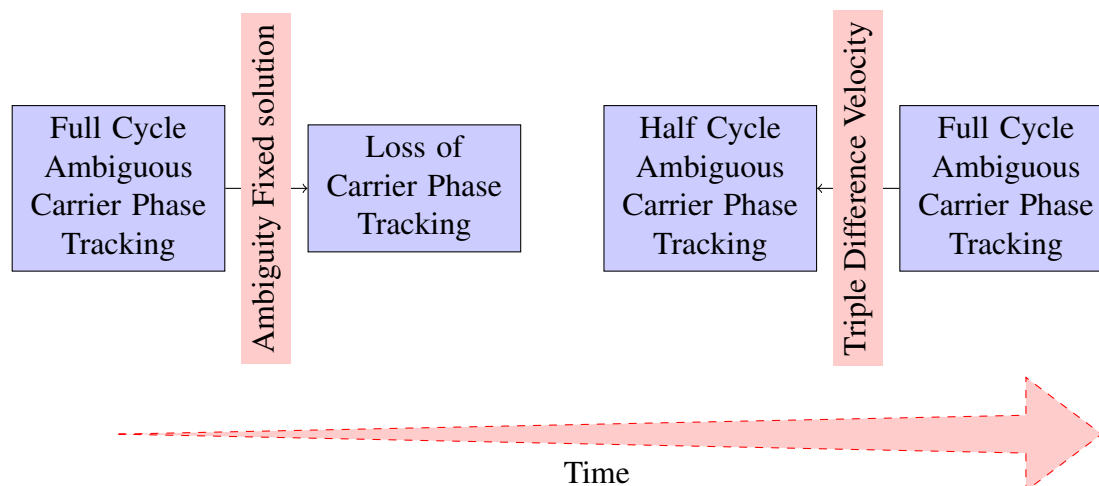 Full Cycle
Ambiguous
Carrier Phase
Tracking
Ambiguity Fixed solution
Loss of
Carrier Phase
Tracking
Half Cycle
Ambiguous
Carrier Phase
Tracking
Triple Difference Velocity
Full Cycle
Ambiguous
Carrier Phase
Tracking
Time